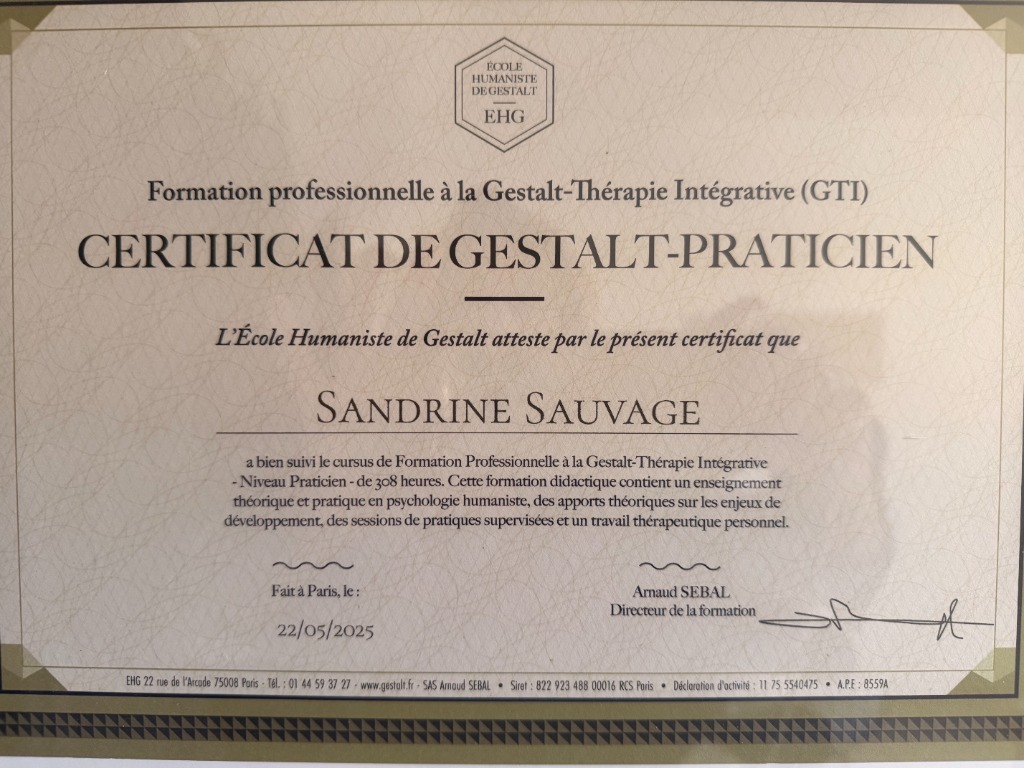 ÉCOLE
HUMANISTE
DE GESTALT
EHG
Formation professionnelle à la Gestalt-Thérapie Intégrative (GTI)
CERTIFICAT DE GESTALT-PRATICIEN
L'École Humaniste de Gestalt atteste par le présent certificat que
SANDRINE SAUVAGE
a bien suivi le cursus de Formation Professionnelle à la Gestalt-Thérapie Intégrative
- Niveau Praticien - de 308 heures. Cette formation didactique contient un enseignement
théorique et pratique en psychologie humaniste, des apports théoriques sur les enjeux de
développement, des sessions de pratiques supervisées et un travail thérapeutique personnel.
Fait à Paris, le :
22/05/2025
Arnaud SEBAL
Directeur de la formation
EHG 22 rue de l'Arcade 75008 Paris - Tél. : 01 44 59 37 27 - www.gestalt.fr - SAS Arnaud SEBAL • Siret : 822 923 488 00016 RCS Paris • Déclaration d'activité : 11 75 5540475 • A.P.E : 8559A